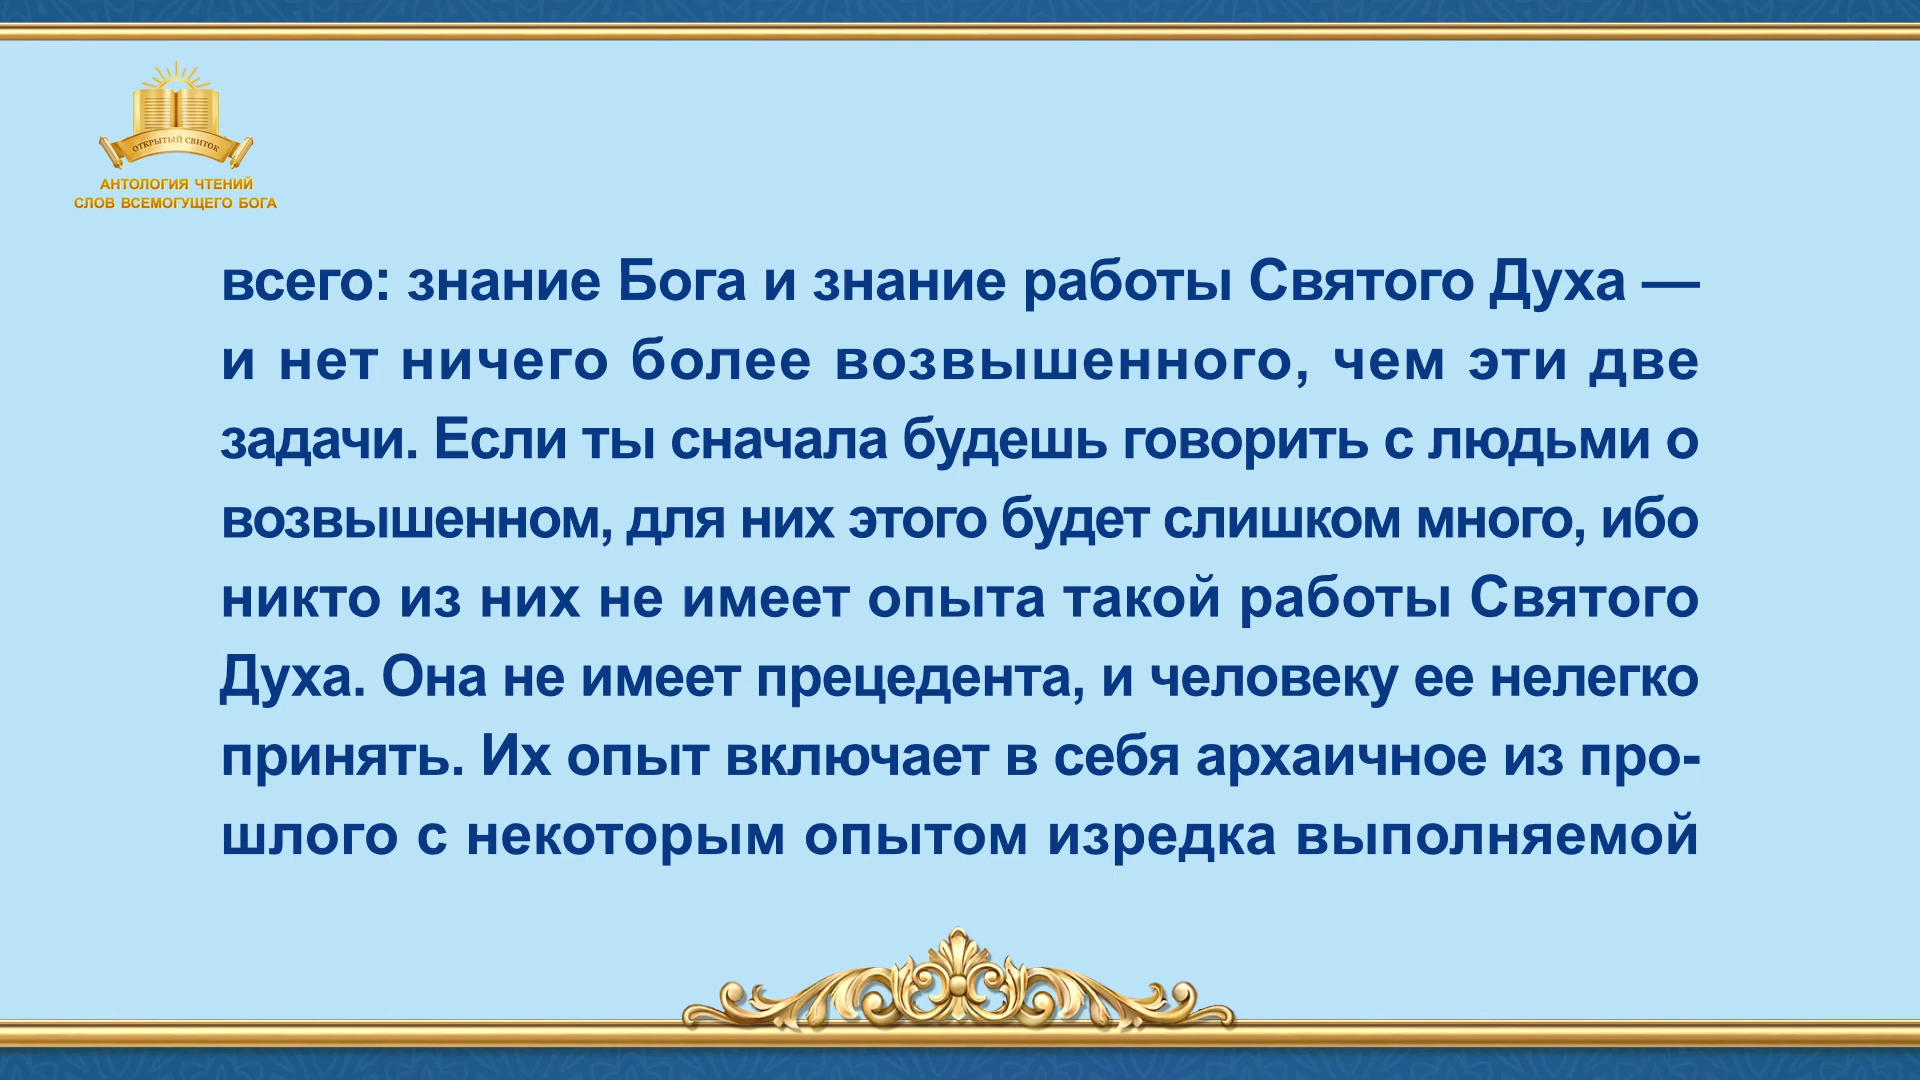 ОТКРЫТЫЙ СВИТОК
АНТОЛОГИЯ ЧТЕНИЙ
СЛОВ ВСЕМОГУЩЕГО БОГА
всего: знание Бога и знание работы Святого Духа —
и нет ничего более возвышенного, чем эти две
задачи. Если ты сначала будешь говорить с людьми о
возвышенном, для них этого будет слишком много, ибо
никто из них не имеет опыта такой работы Святого
Духа. Она не имеет прецедента, и человеку ее нелегко
принять. Их опыт включает в себя архаичное из про-
шлого с некоторым опытом изредка выполняемой